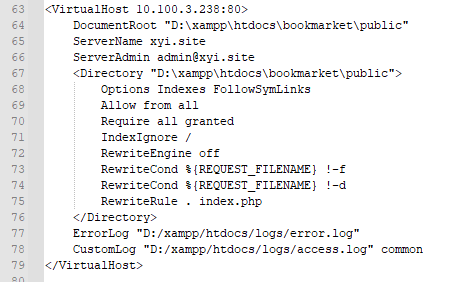 63 <VirtualHost 10.100.3.238:80>
64 DocumentRoot "D:\xampp\htdocs\bookmarket\public"
65 ServerName xyi.site
66 ServerAdmin admin@xyi.site
67 <Directory "D:\xampp\htdocs\bookmarket\public">
68 Options Indexes FollowSymLinks
69 Allow from all
70 Require all granted
71 IndexIgnore /
72 RewriteEngine off
73 RewriteCond %{REQUEST_FILENAME} !-f
74 RewriteCond %{REQUEST_FILENAME} !-d
75 RewriteRule . index.php
76 </Directory>
77 ErrorLog "D:/xampp/htdocs/logs/error.log"
78 CustomLog "D:/xampp/htdocs/logs/access.log" common
79 </VirtualHost>
80